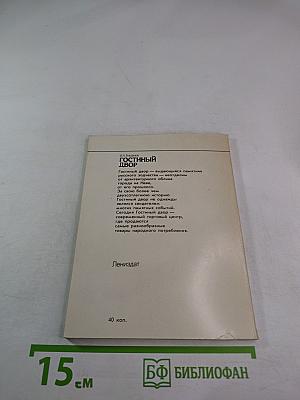 ГОСТИНЫЙ
ДВОР
Гостиный двор — выдающийся памятник
русского зодчества — неотделим
от архитектурного облика
города на Неве,
от его прошлого.
За свою более чем
двухсотлетнюю историю
Гостиный двор не однажды
являлся свидетелем
многих памятных событий.
Сегодня Гостиный двор —
современный торговый центр,
где продаются
самые разнообразные
товары народного потребления.
Лениздат
40 коп.
15 см
БФ БИБЛИОФАН